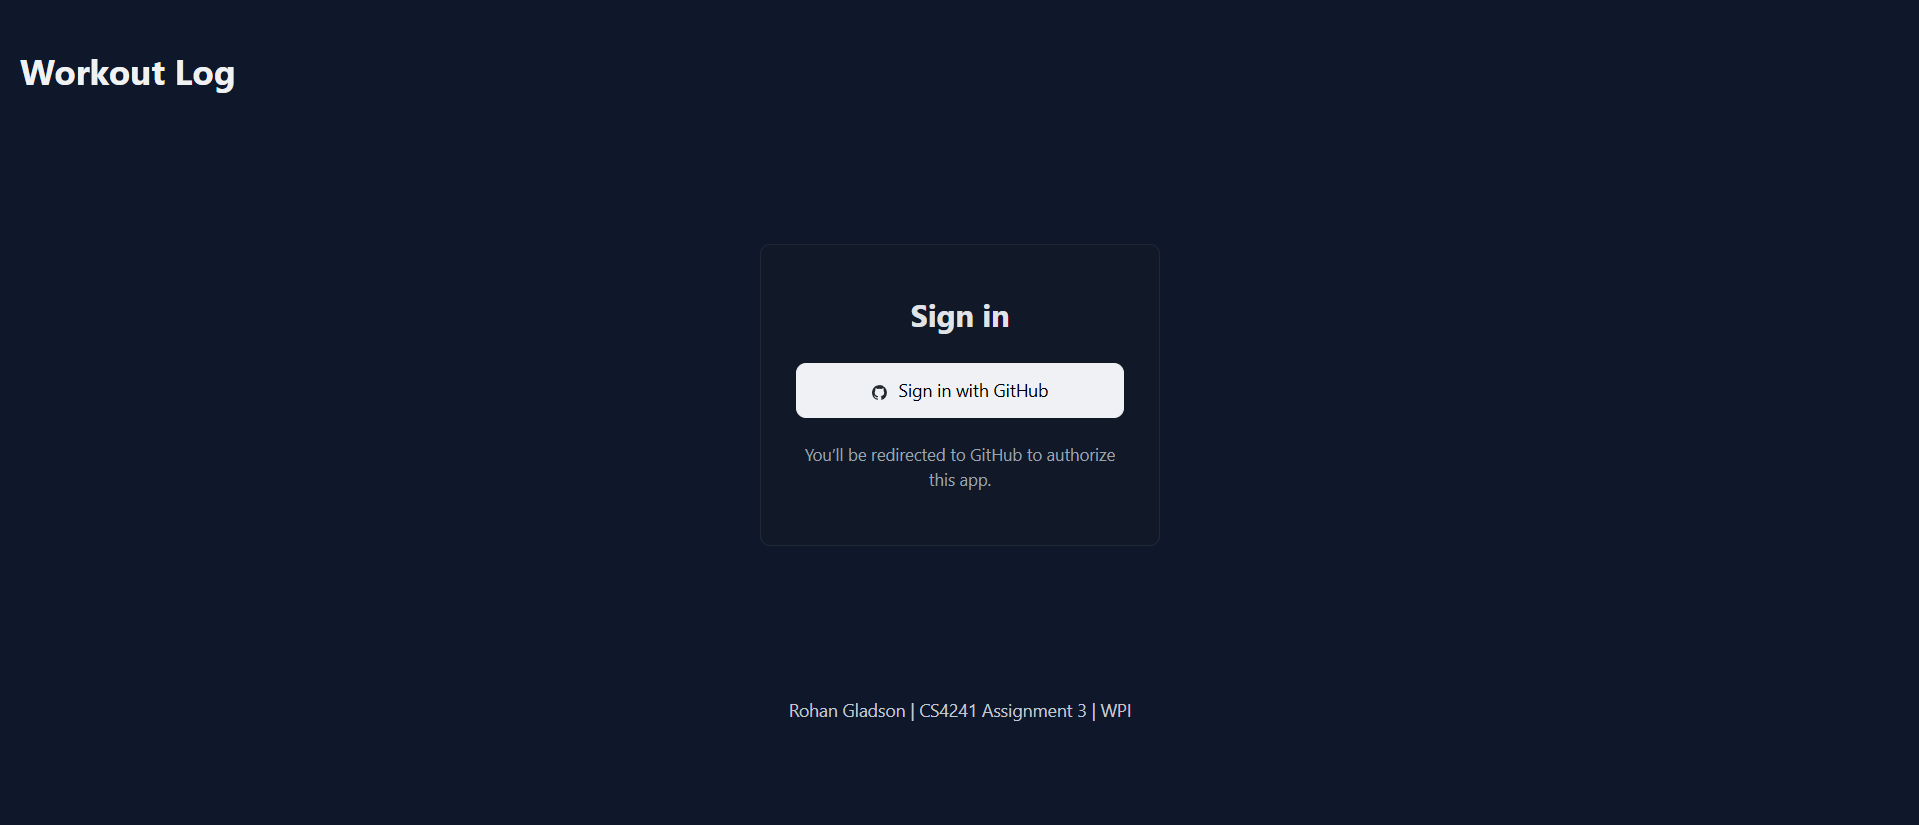 Workout Log
Sign in
Sign in with GitHub
You’ll be redirected to GitHub to authorize
this app.
Rohan Gladson | CS4241 Assignment 3 | WPI